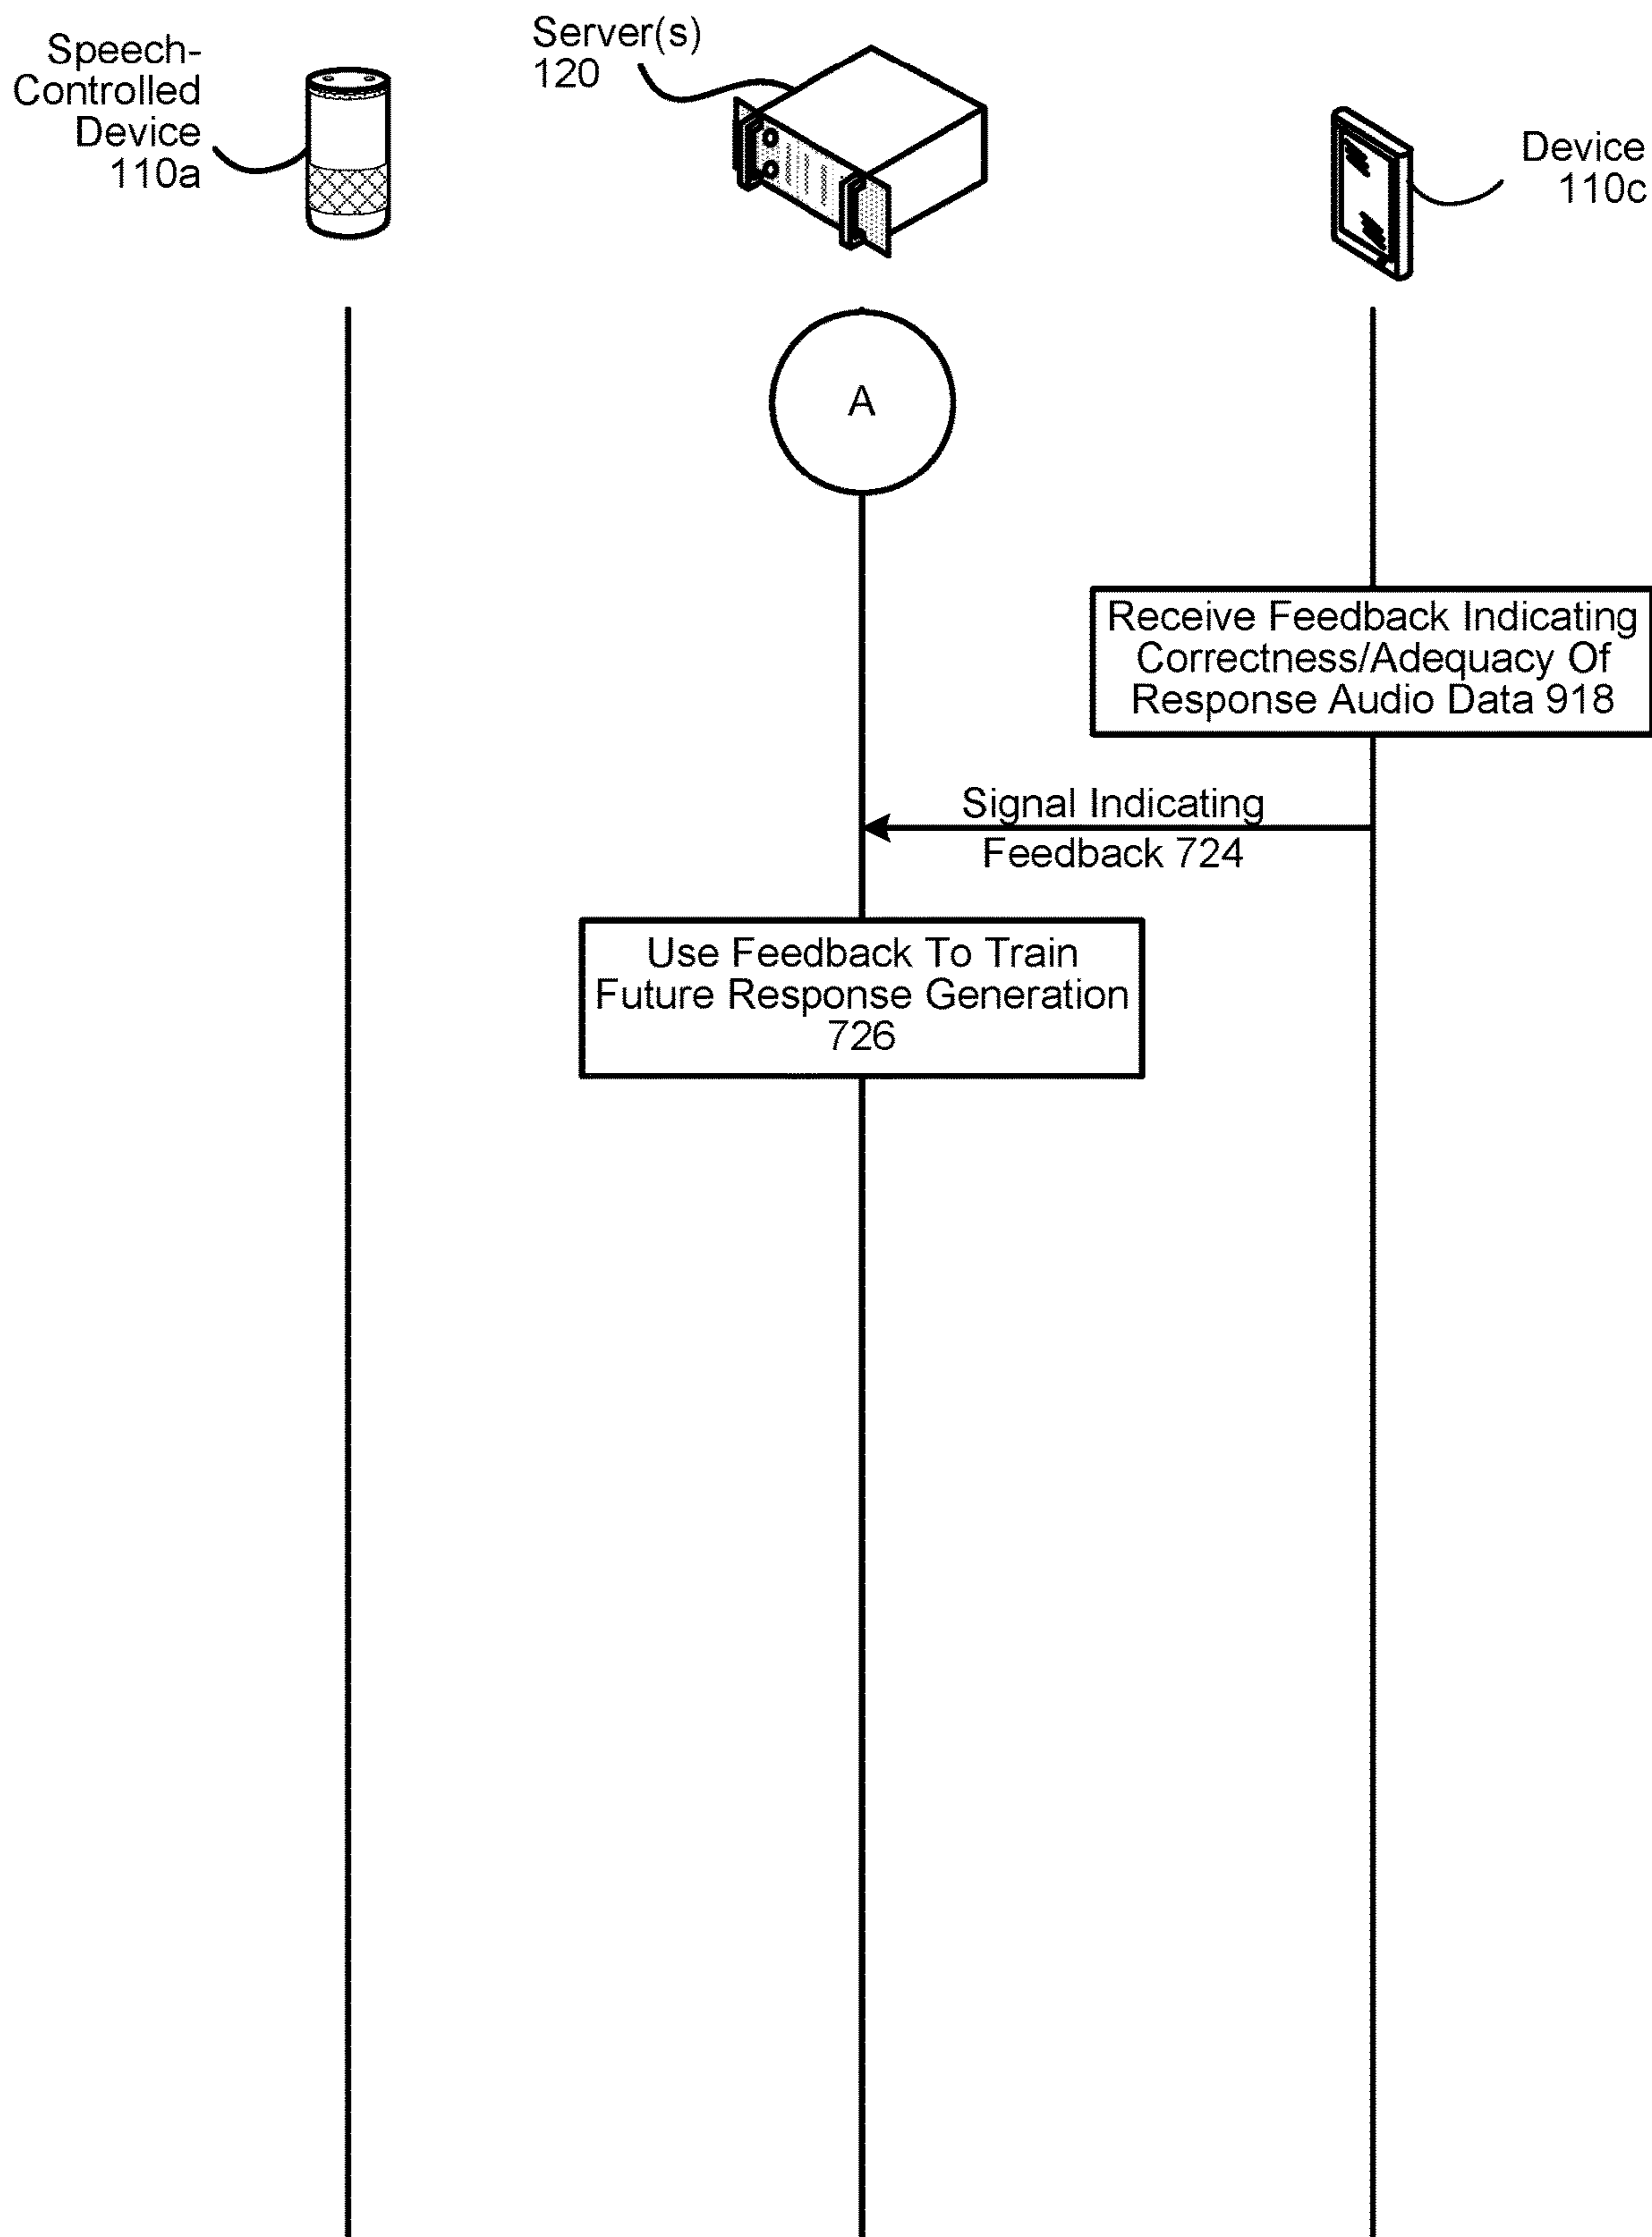 Speech-
Controlled
Device
110a
Server(s)
120
Device
110c
A
Receive Feedback Indicating
Correctness/Adequacy Of
Response Audio Data 918
Signal Indicating
Feedback 724
Use Feedback To Train
Future Response Generation
726